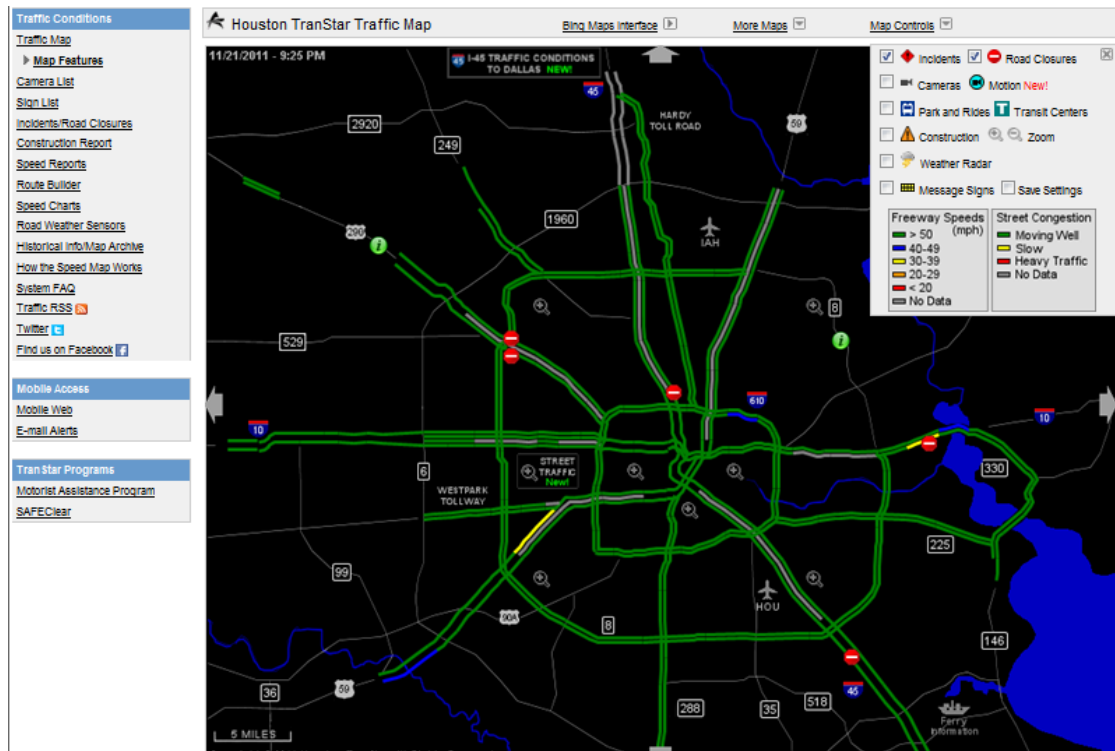 Traffic Conditions
Traffic Map
Map Features
Camera List
Sign List
Incidents/Road Closures
Construction Report
Speed Reports
Route Builder
Speed Charts
Road Weather Sensors
Historical Info/Map Archive
How the Speed Map Works
System FAQ
Traffic RSS
Twitter
Find us on Facebook
Mobile Access
Mobile Web
E-mail Alerts
TranStar Programs
Motorist Assistance Program
SAFEClear
Houston TranStar Traffic Map
Bing Maps Interface
More Maps
Map Controls
11/21/2011 - 9:25 PM
45
I-45 TRAFFIC CONDITIONS
TO DALLAS NEW!
Incidents
Road Closures
Cameras
Motion New!
Park and Rides
T
Transit Centers
Construction
Zoom
Weather Radar
Message Signs
Save Settings
Freeway Speeds
(mph)
> 50
40-49
30-39
20-29
< 20
No Data
Street Congestion
Moving Well
Slow
Heavy Traffic
No Data
45
HARDY
TOLL ROAD
59
2920
249
1960
290
i
IAH
8
i
529
610
10
10
6
STREET
TRAFFIC
New!
330
WESTPARK
TOLLWAY
225
99
90A
HOU
8
146
36
59
45
518
35
288
Ferry
Information
5 MILES